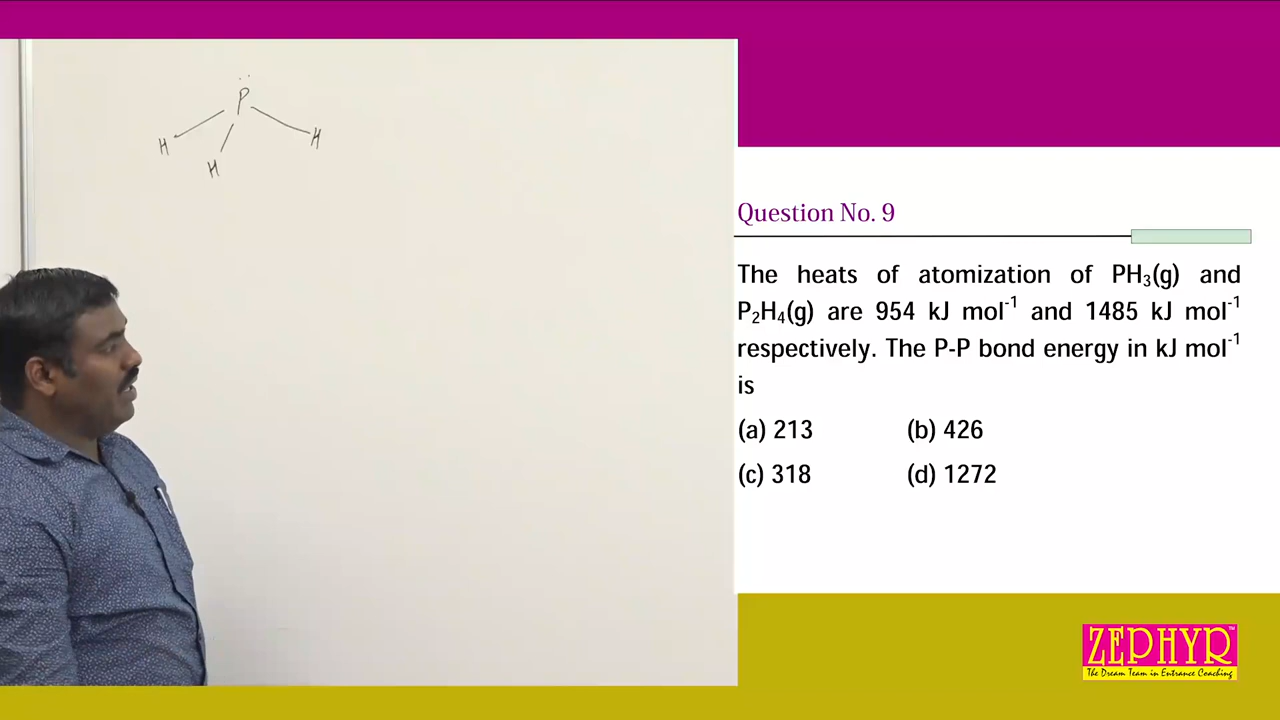 P
H
H
H
Question No. 9
The heats of atomization of PH₃(g) and
P₂H₄(g) are 954 kJ mol⁻¹ and 1485 kJ mol⁻¹
respectively. The P-P bond energy in kJ mol⁻¹
is
(a) 213 (b) 426
(c) 318 (d) 1272
ZEPHYR™
The Dream Team in Entrance Coaching